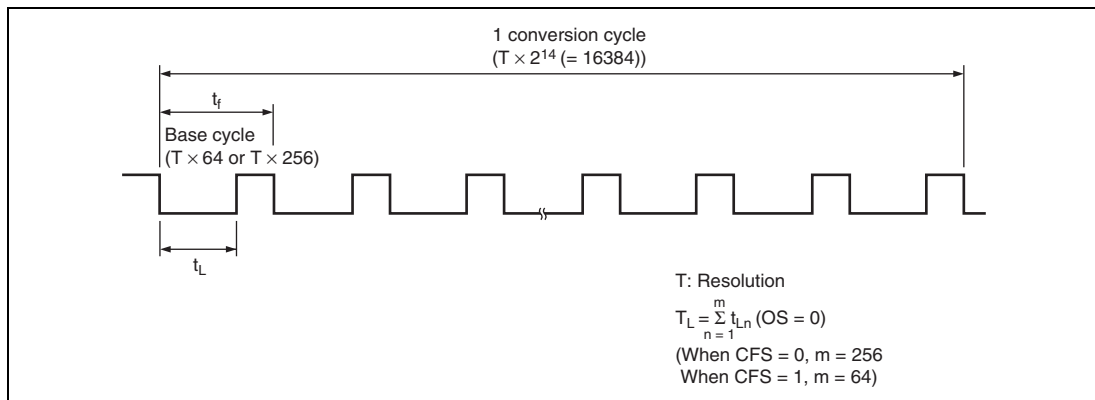 1 conversion cycle
(T × 2¹⁴ (= 16384))
t_f
Base cycle
(T × 64 or T × 256)
t_L
T: Resolution
m
T_L = Σ t_Ln (OS = 0)
n = 1
(When CFS = 0, m = 256
When CFS = 1, m = 64)